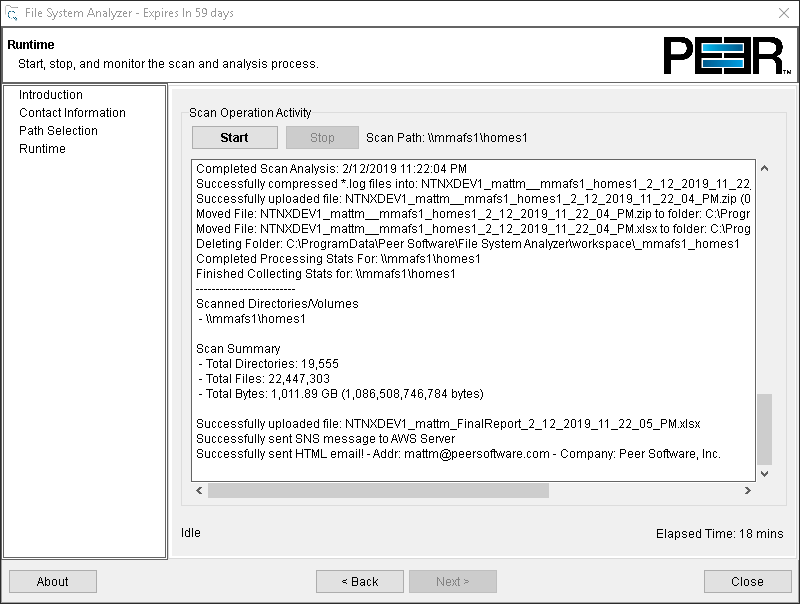 File System Analyzer - Expires In 59 days
Runtime
Start, stop, and monitor the scan and analysis process.
PEER™
Introduction
Contact Information
Path Selection
Runtime
Scan Operation Activity
Start
Stop
Scan Path: \\mmafs1\homes1
Completed Scan Analysis: 2/12/2019 11:22:04 PM
Successfully compressed *.log files into: NTNXDEV1_mattm__mmafs1_homes1_2_12_2019_11_22_
Successfully uploaded file: NTNXDEV1_mattm__mmafs1_homes1_2_12_2019_11_22_04_PM.zip (0
Moved File: NTNXDEV1_mattm__mmafs1_homes1_2_12_2019_11_22_04_PM.zip to folder: C:\Progr
Moved File: NTNXDEV1_mattm__mmafs1_homes1_2_12_2019_11_22_04_PM.xlsx to folder: C:\Prog
Deleting Folder: C:\ProgramData\Peer Software\File System Analyzer\workspace\_mmafs1_homes1
Completed Processing Stats For: \\mmafs1\homes1
Finished Collecting Stats for: \\mmafs1\homes1
-------------------------
Scanned Directories/Volumes
- \\mmafs1\homes1
Scan Summary
- Total Directories: 19,555
- Total Files: 22,447,303
- Total Bytes: 1,011.89 GB (1,086,508,746,784 bytes)
Successfully uploaded file: NTNXDEV1_mattm_FinalReport_2_12_2019_11_22_05_PM.xlsx
Successfully sent SNS message to AWS Server
Successfully sent HTML email! - Addr: mattm@peersoftware.com - Company: Peer Software, Inc.
Idle
Elapsed Time: 18 mins
About
< Back
Next >
Close